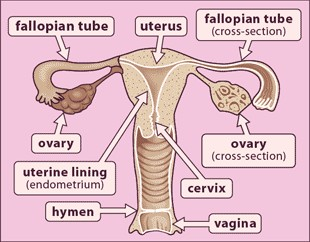 fallopian tube
uterus
fallopian tube
(cross-section)
ovary
ovary
(cross-section)
uterine lining
(endometrium)
cervix
hymen
vagina